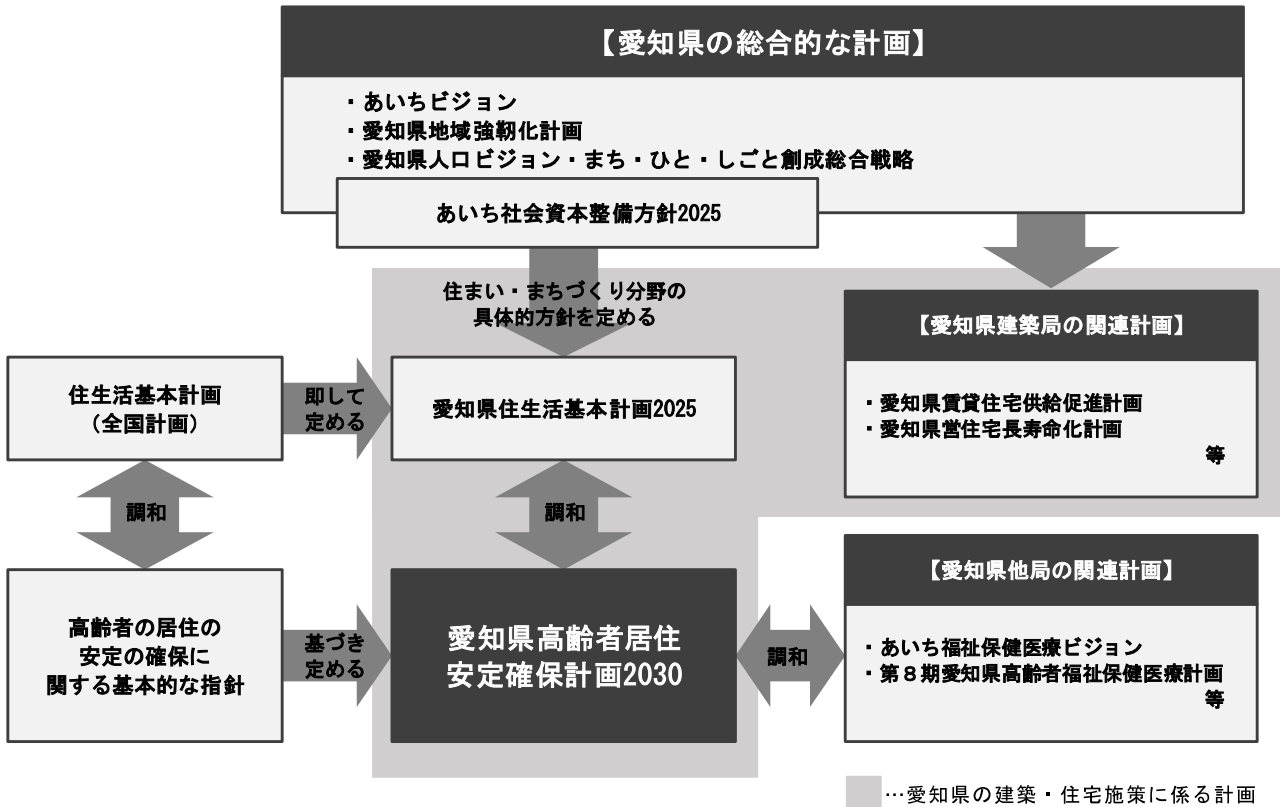 【愛知県の総合的な計画】
・あいちビジョン
・愛知県地域強靭化計画
・愛知県人口ビジョン・まち・ひと・しごと創成総合戦略
あいち社会資本整備方針2025
住まい・まちづくり分野の
具体的方針を定める
【愛知県建築局の関連計画】
・愛知県賃貸住宅供給促進計画
・愛知県営住宅長寿命化計画
等
住生活基本計画
（全国計画）
即して
定める
愛知県住生活基本計画2025
調和
調和
高齢者の居住の
安定の確保に
関する基本的な指針
基づき
定める
愛知県高齢者居住
安定確保計画2030
調和
【愛知県他局の関連計画】
・あいち福祉保健医療ビジョン
・第８期愛知県高齢者福祉保健医療計画
等
…愛知県の建築・住宅施策に係る計画